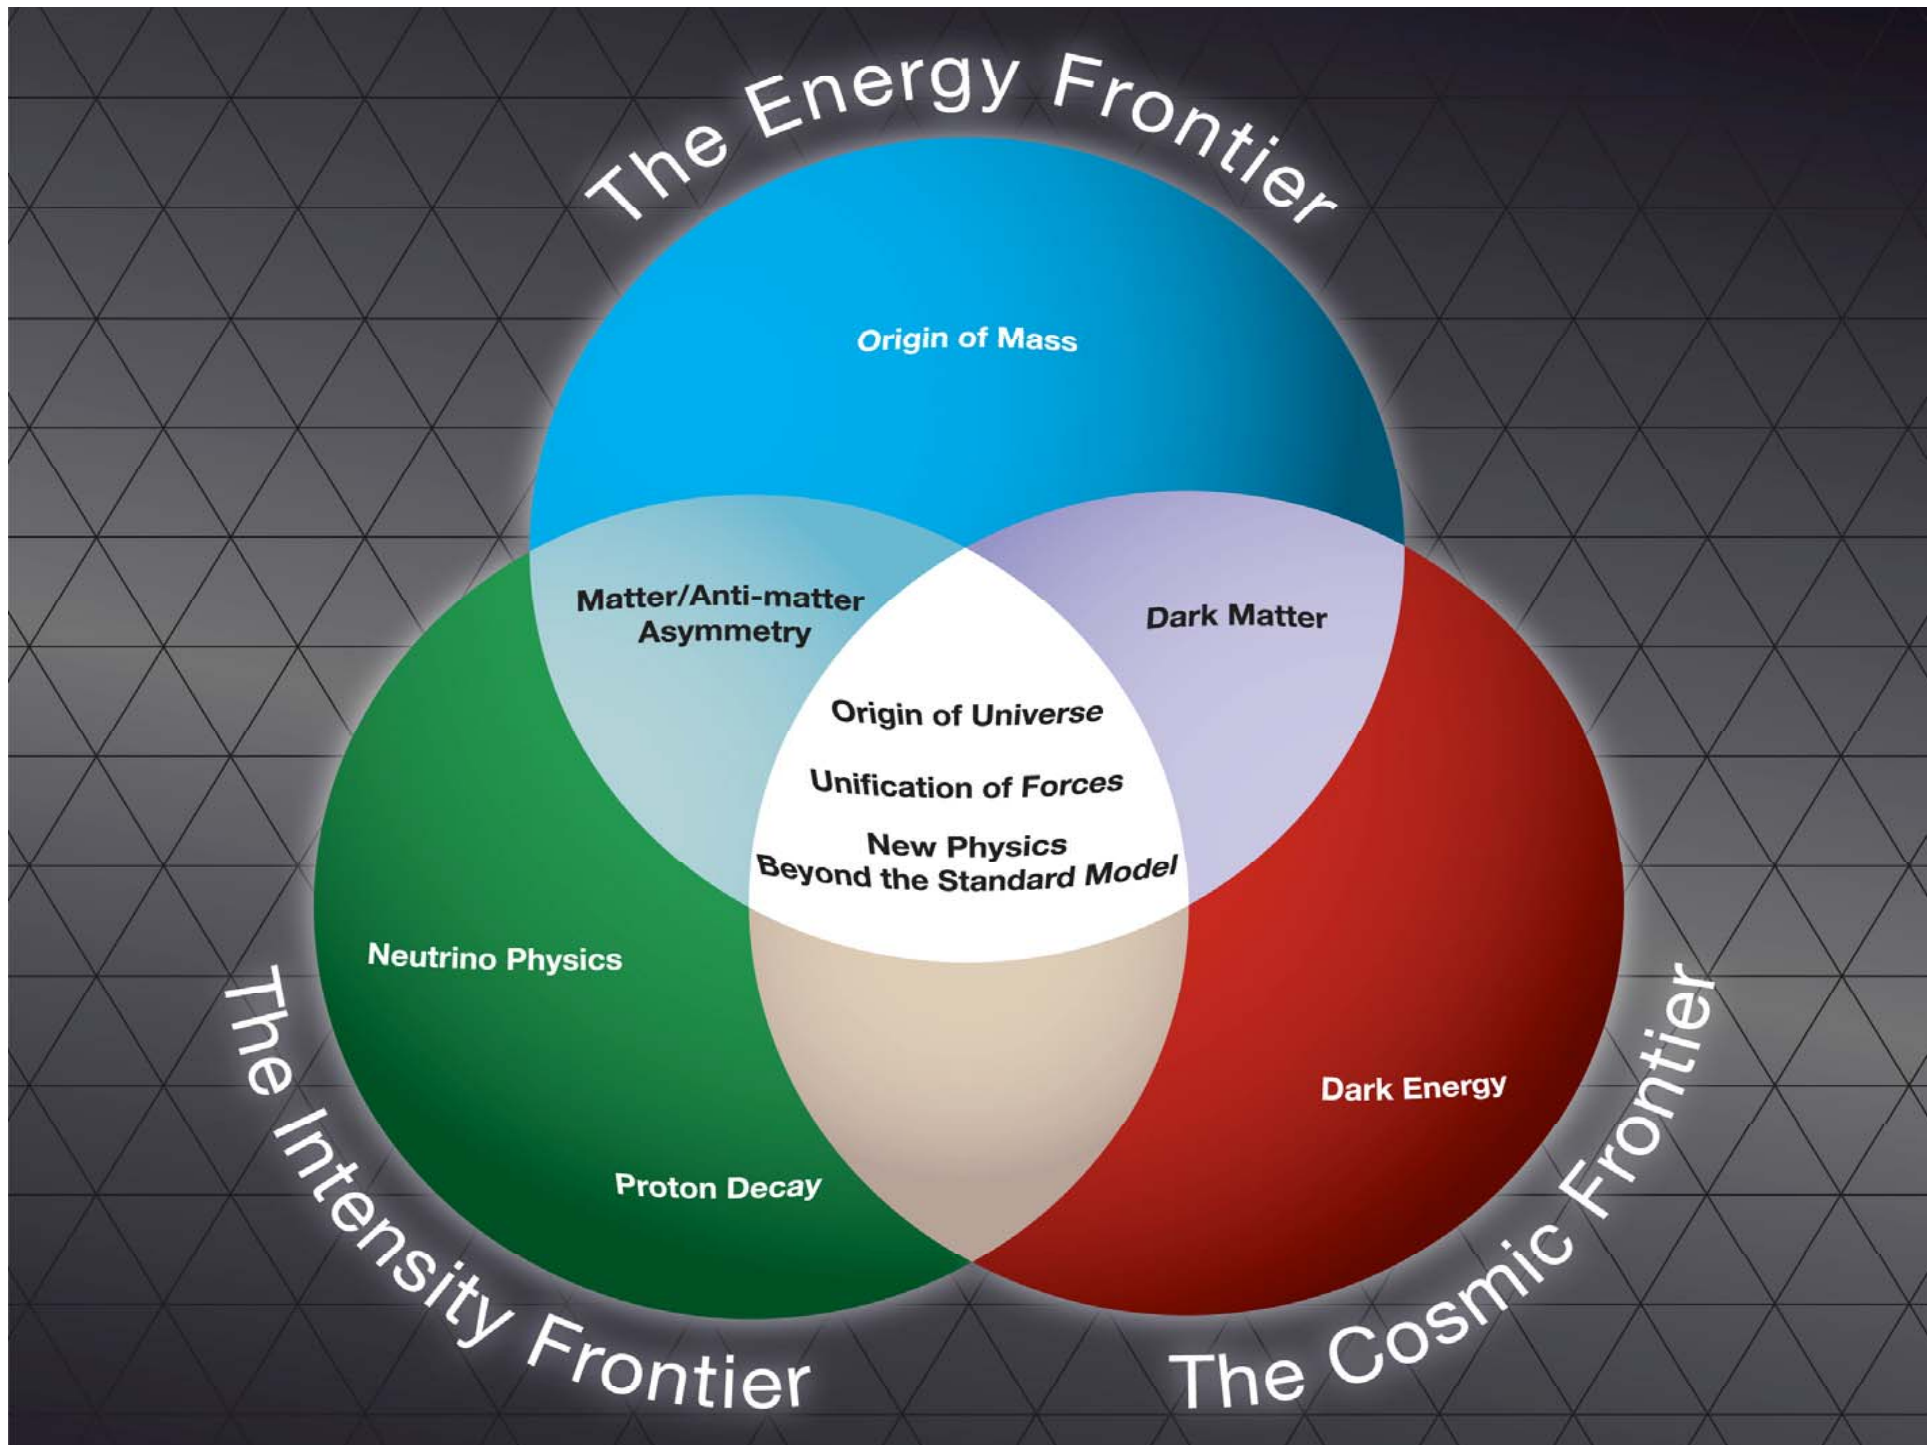 The Energy Frontier
Origin of Mass
Matter/Anti-matter
Asymmetry
Dark Matter
Origin of Universe
Unification of Forces
New Physics
Beyond the Standard Model
Neutrino Physics
Dark Energy
Proton Decay
The Intensity Frontier
The Cosmic Frontier